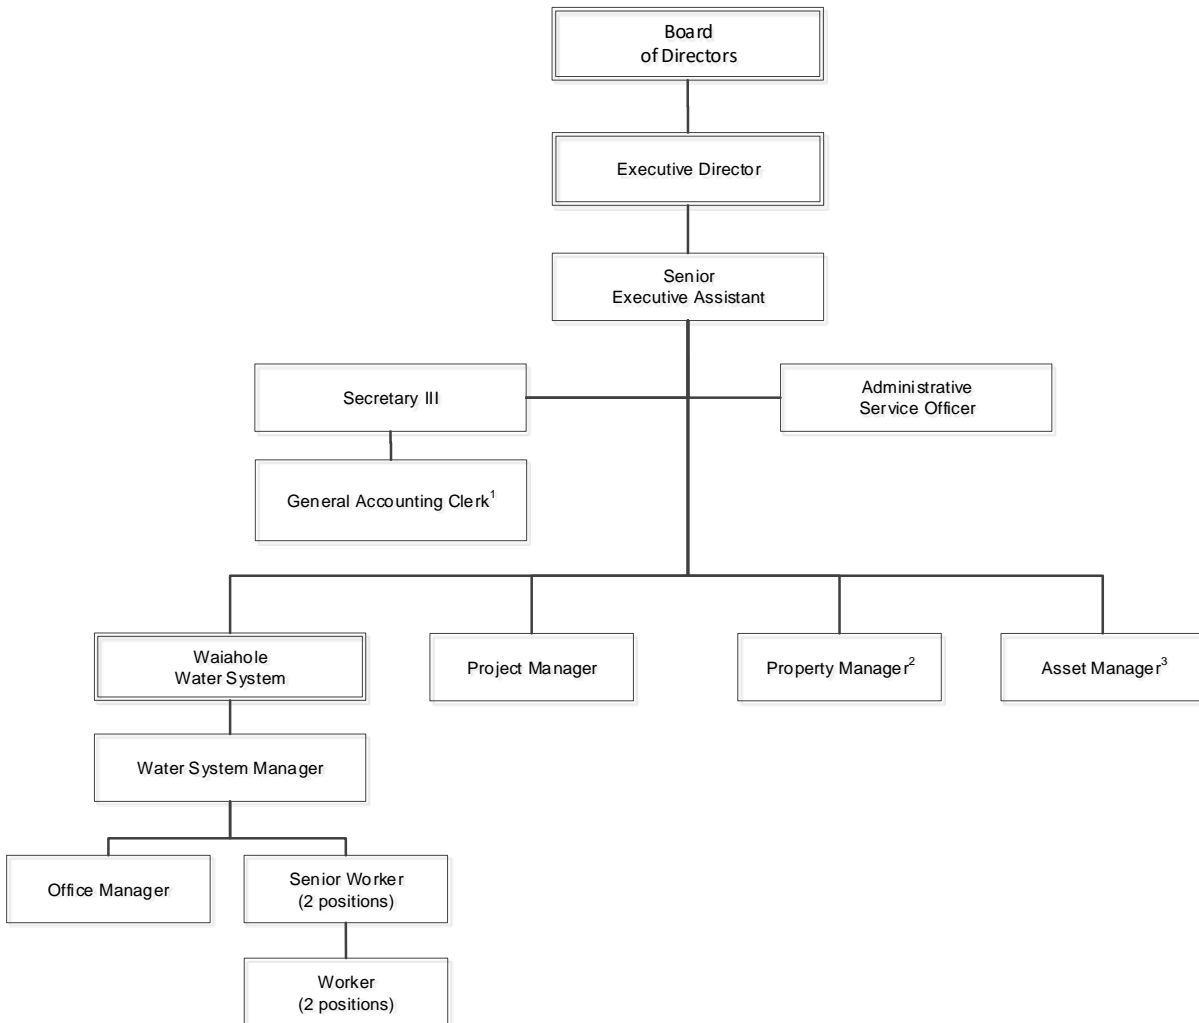 Board
of Directors
Executive Director
Senior
Executive Assistant
Secretary III
Administrative
Service Officer
General Accounting Clerk¹
Waiahole
Water System
Project Manager
Property Manager²
Asset Manager³
Water System Manager
Office Manager
Senior Worker
(2 positions)
Worker
(2 positions)